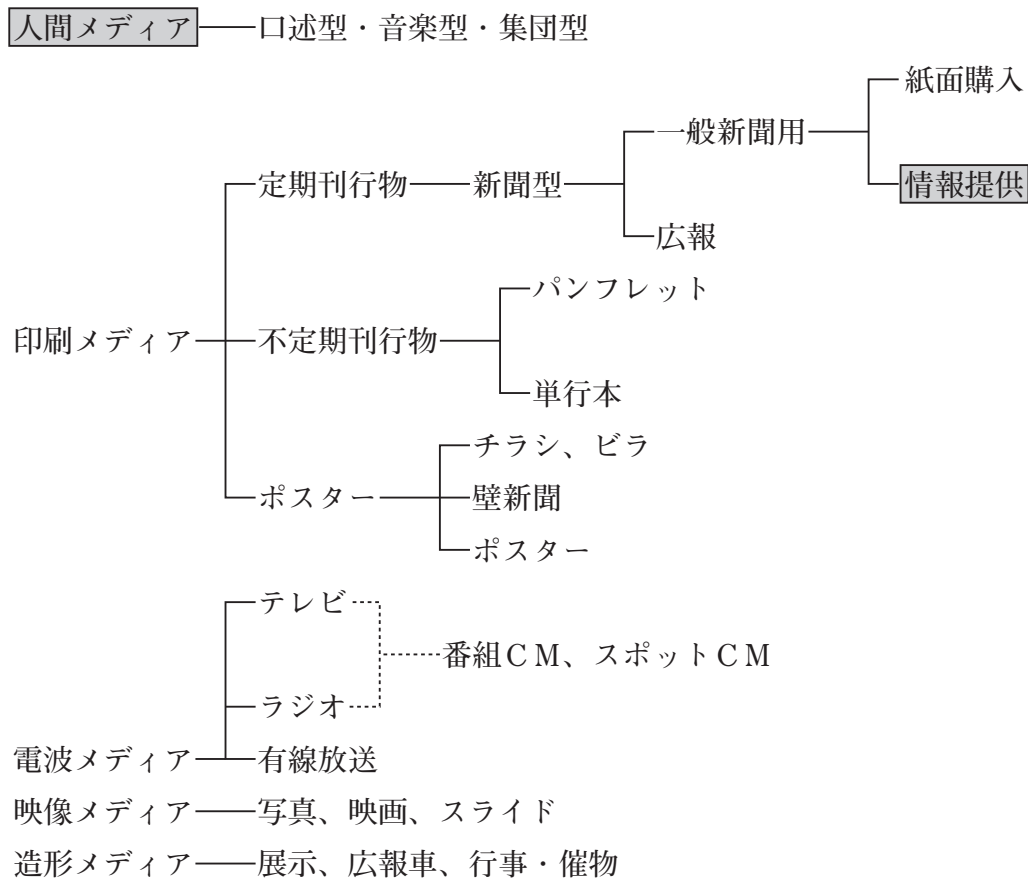 人間メディア 口述型・音楽型・集団型
紙面購入
一般新聞用
定期刊行物 新聞型 情報提供
広報
パンフレット
印刷メディア 不定期刊行物
単行本
チラシ、ビラ
ポスター 壁新聞
ポスター
テレビ
番組CM、スポットCM
ラジオ
電波メディア 有線放送
映像メディア 写真、映画、スライド
造形メディア 展示、広報車、行事・催物